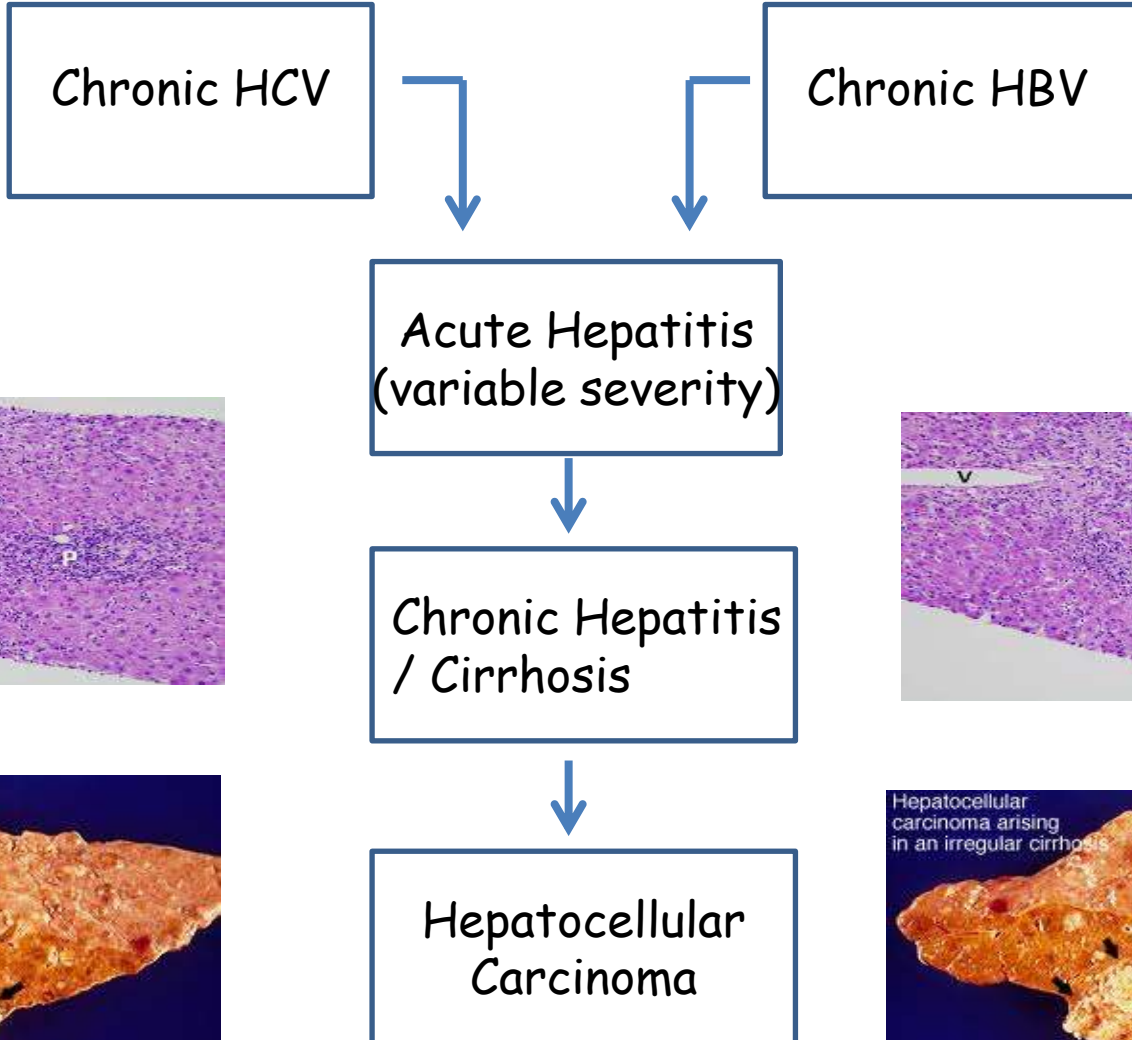 Chronic HCV
Chronic HBV
Acute Hepatitis
(variable severity)
P
V
Chronic Hepatitis
/ Cirrhosis
Hepatocellular
carcinoma arising
in an irregular cirrhosis
Hepatocellular
Carcinoma